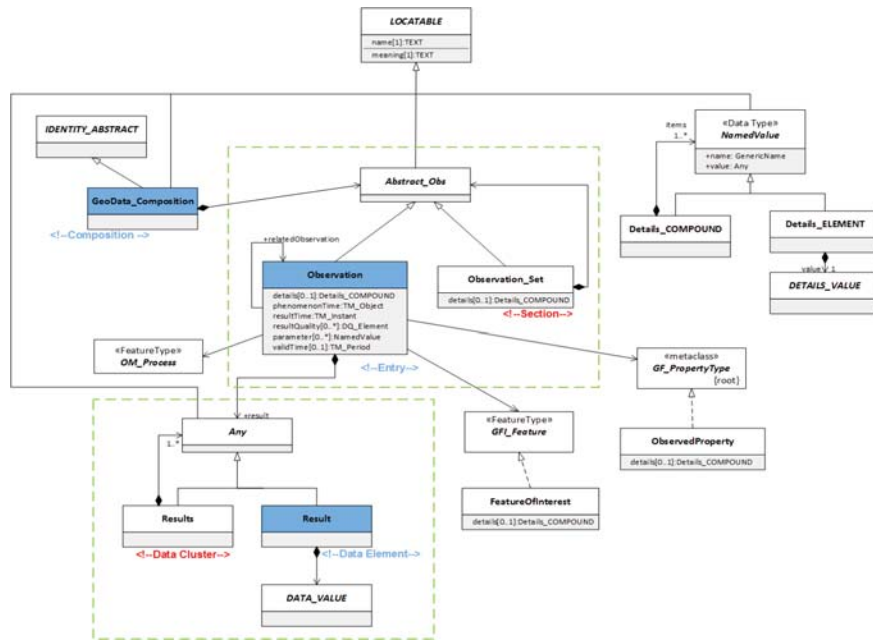 LOCATABLE
name[1]:TEXT
meaning[1]:TEXT
IDENTITY_ABSTRACT
items
1..*
«Data Type»
NamedValue
+name: GenericName
+value: Any
Abstract_Obs
GeoData_Composition
<!--Composition -->
Details_COMPOUND
Details_ELEMENT
+relatedObservation
Observation
details[0..1]:Details_COMPOUND
phenomenonTime:TM_Object
resultTime:TM_Instant
resultQuality[0..*]:DQ_Element
parameter[0..*]:NamedValue
validTime[0..1]:TM_Period
<!--Entry-->
Observation_Set
details[0..1]:Details_COMPOUND
<!--Section-->
value 1
DETAILS_VALUE
«FeatureType»
OM_Process
«metaclass»
GF_PropertyType
{root}
+result
Any
1..*
«FeatureType»
GFI_Feature
ObservedProperty
details[0..1]:Details_COMPOUND
Results
<!--Data Cluster-->
Result
<!--Data Element-->
FeatureOfInterest
details[0..1]:Details_COMPOUND
DATA_VALUE